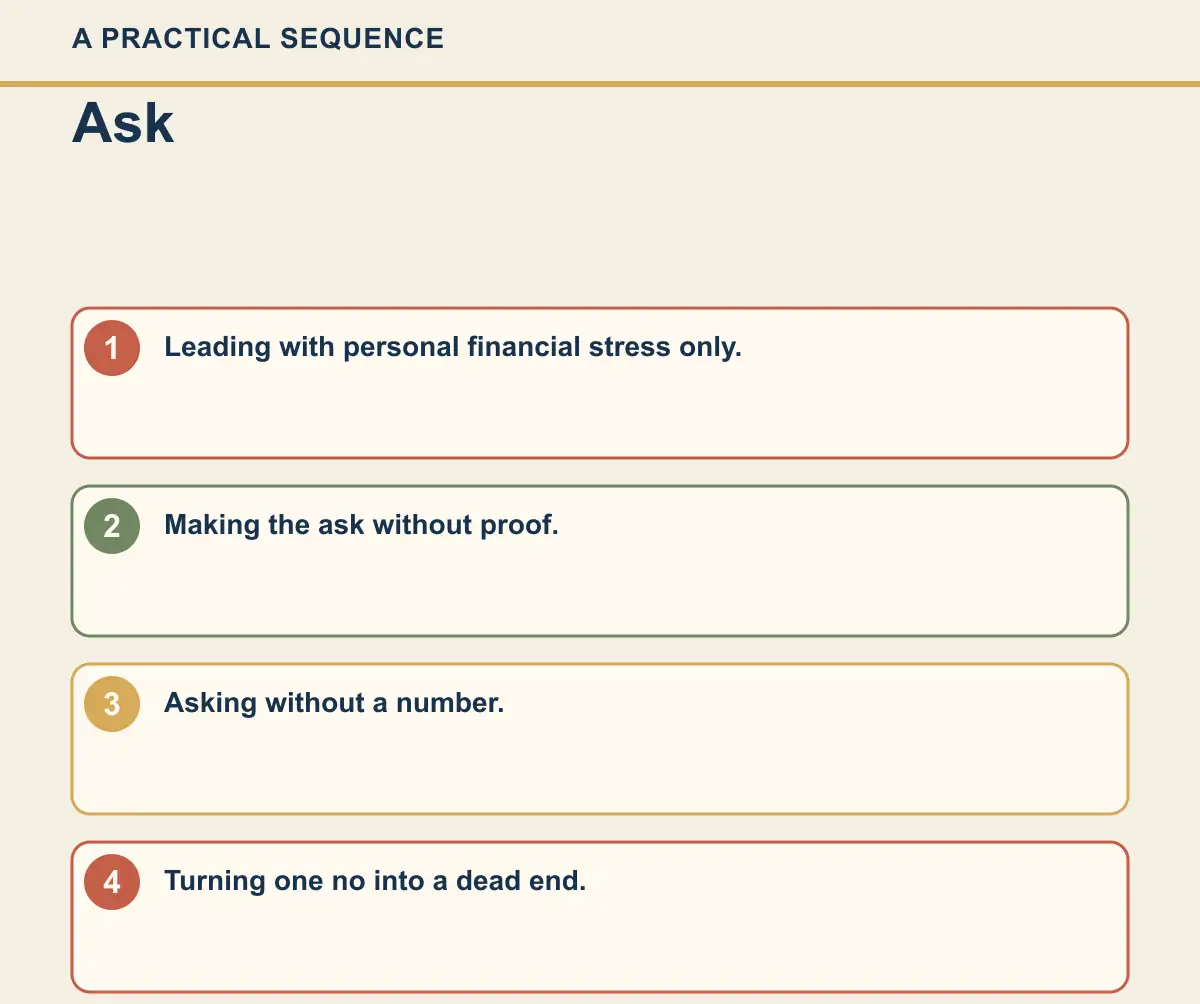 A PRACTICAL SEQUENCE
Ask
1 Leading with personal financial stress only.
2 Making the ask without proof.
3 Asking without a number.
4 Turning one no into a dead end.